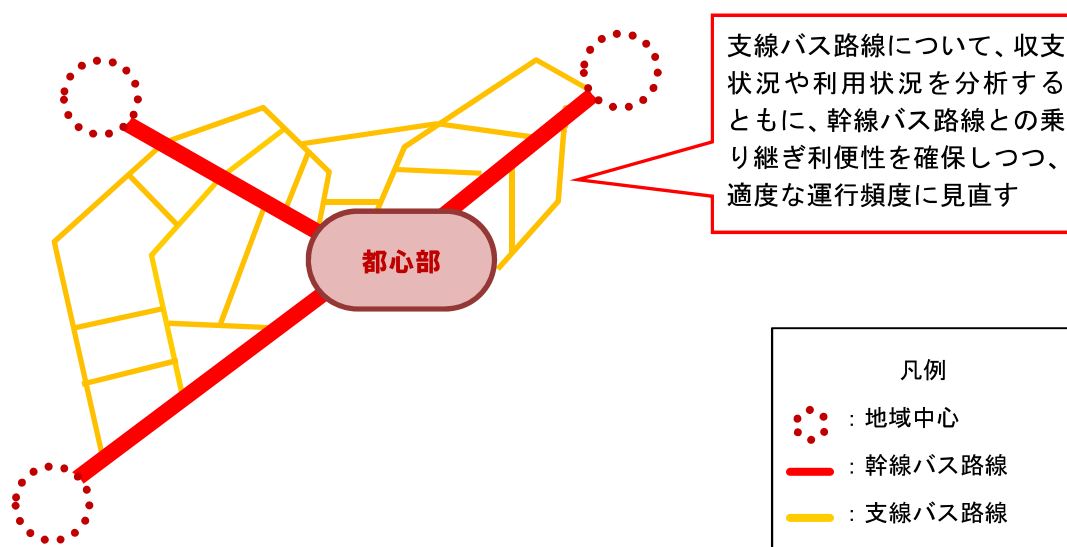 支線バス路線について、収支
状況や利用状況を分析する
ともに、幹線バス路線との乗
り継ぎ利便性を確保しつつ、
適度な運行頻度に見直す
都心部
凡例
：地域中心
：幹線バス路線
：支線バス路線